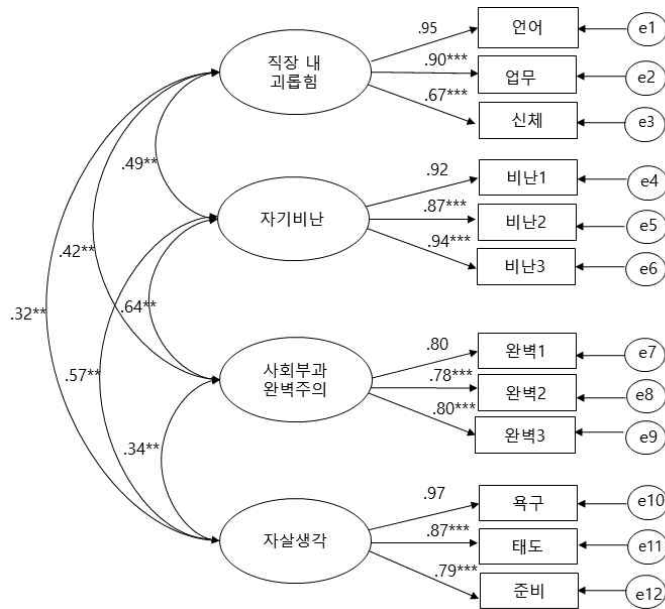 .95
언어
e1
직장 내
괴롭힘
.90***
업무
e2
.67***
신체
e3
.49**
.92
비난1
e4
자기비난
.87***
비난2
e5
.42**
.94***
비난3
e6
.32**
.64**
.57**
.80
완벽1
e7
사회부과
완벽주의
.78***
완벽2
e8
.80***
완벽3
e9
.34**
.97
욕구
e10
자살생각
.87***
태도
e11
.79***
준비
e12